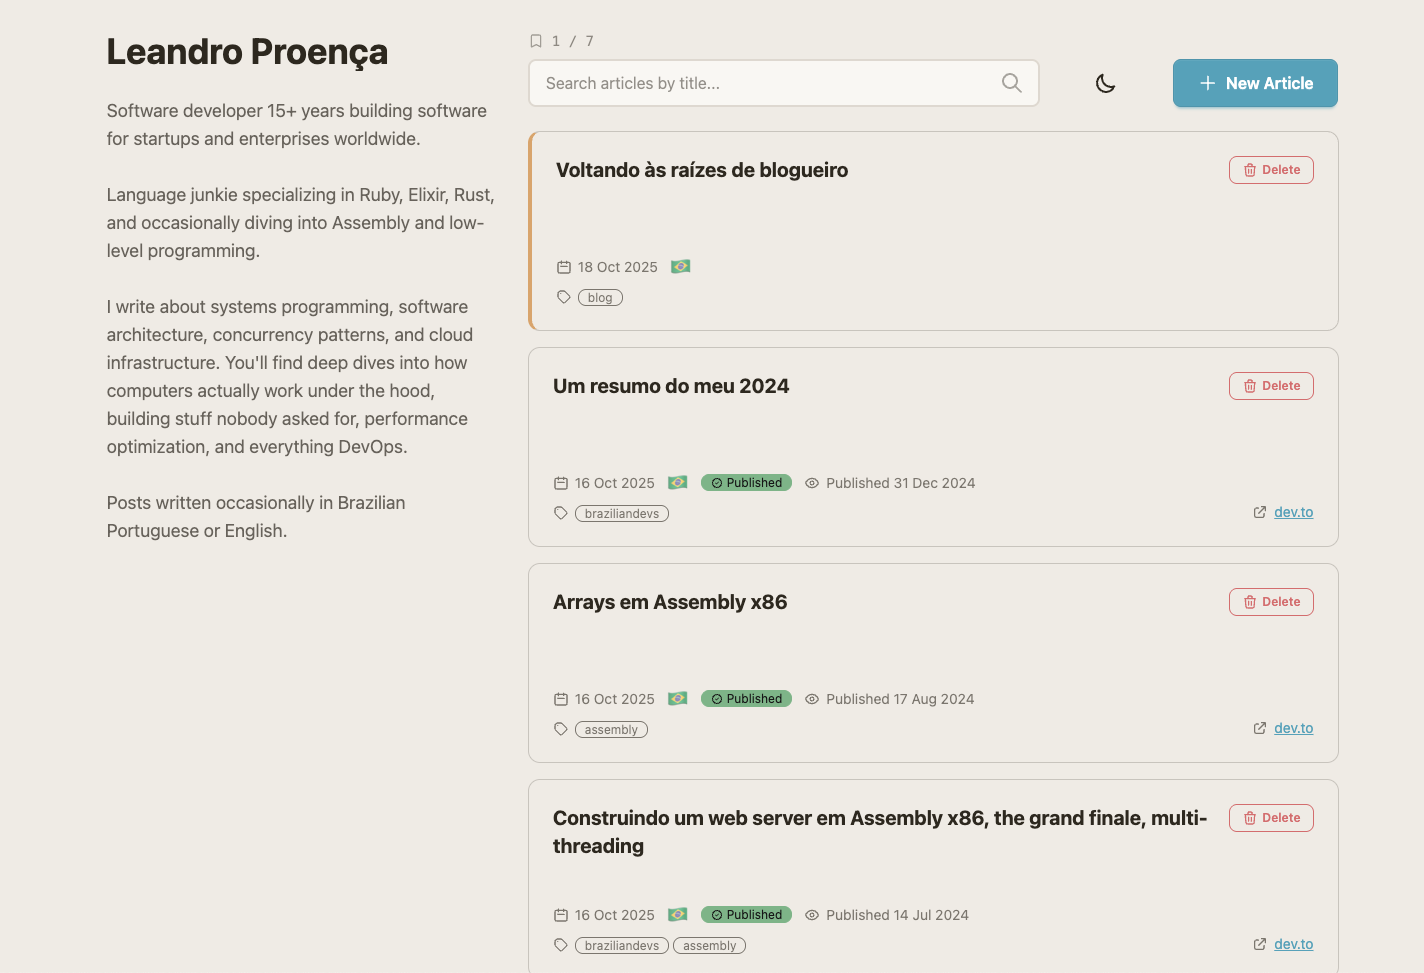 Leandro Proença
Software developer 15+ years building software
for startups and enterprises worldwide.
Language junkie specializing in Ruby, Elixir, Rust,
and occasionally diving into Assembly and low-
level programming.
I write about systems programming, software
architecture, concurrency patterns, and cloud
infrastructure. You'll find deep dives into how
computers actually work under the hood,
building stuff nobody asked for, performance
optimization, and everything DevOps.
Posts written occasionally in Brazilian
Portuguese or English.
1 / 7
Search articles by title...
New Article
Voltando às raízes de blogueiro
Delete
18 Oct 2025
blog
Um resumo do meu 2024
Delete
16 Oct 2025 Published Published 31 Dec 2024
braziliandevs
dev.to
Arrays em Assembly x86
Delete
16 Oct 2025 Published Published 17 Aug 2024
assembly
dev.to
Construindo um web server em Assembly x86, the grand finale, multi-
threading
Delete
16 Oct 2025 Published Published 14 Jul 2024
braziliandevs assembly
dev.to